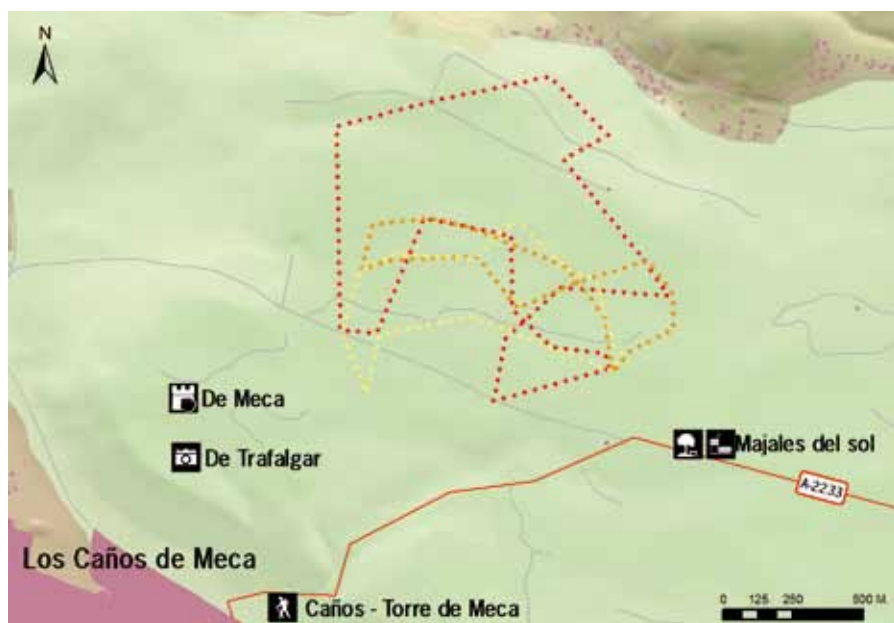 N
De Meca
De Trafalgar
Majales del sol
A-2233
Los Caños de Meca
Caños - Torre de Meca
0 125 250 500 M.